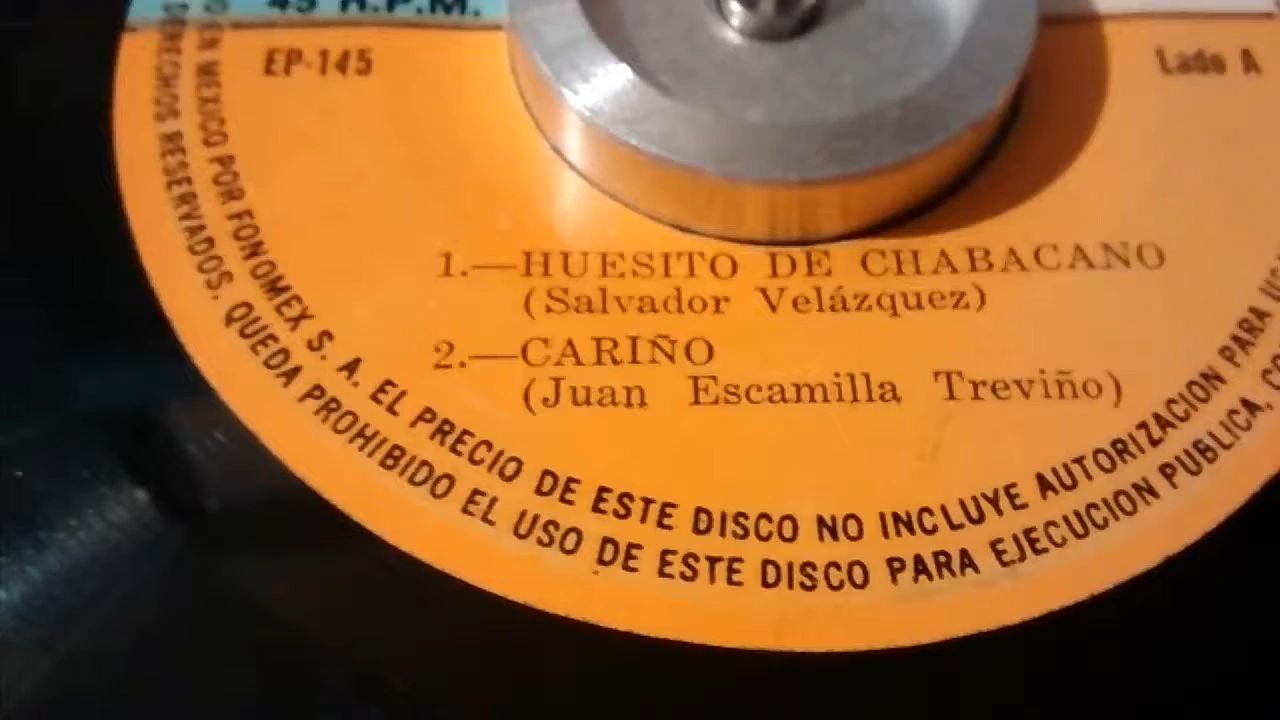 45 R.P.M.
EP-145
Lado A
1.—HUESITO DE CHABACANO
(Salvador Velázquez)
2.—CARIÑO
(Juan Escamilla Treviño)
EN MEXICO POR FONOMEX S. A. EL PRECIO DE ESTE DISCO NO INCLUYE AUTORIZACION PARA
DERECHOS RESERVADOS. QUEDA PROHIBIDO EL USO DE ESTE DISCO PARA EJECUCION PUBLICA,